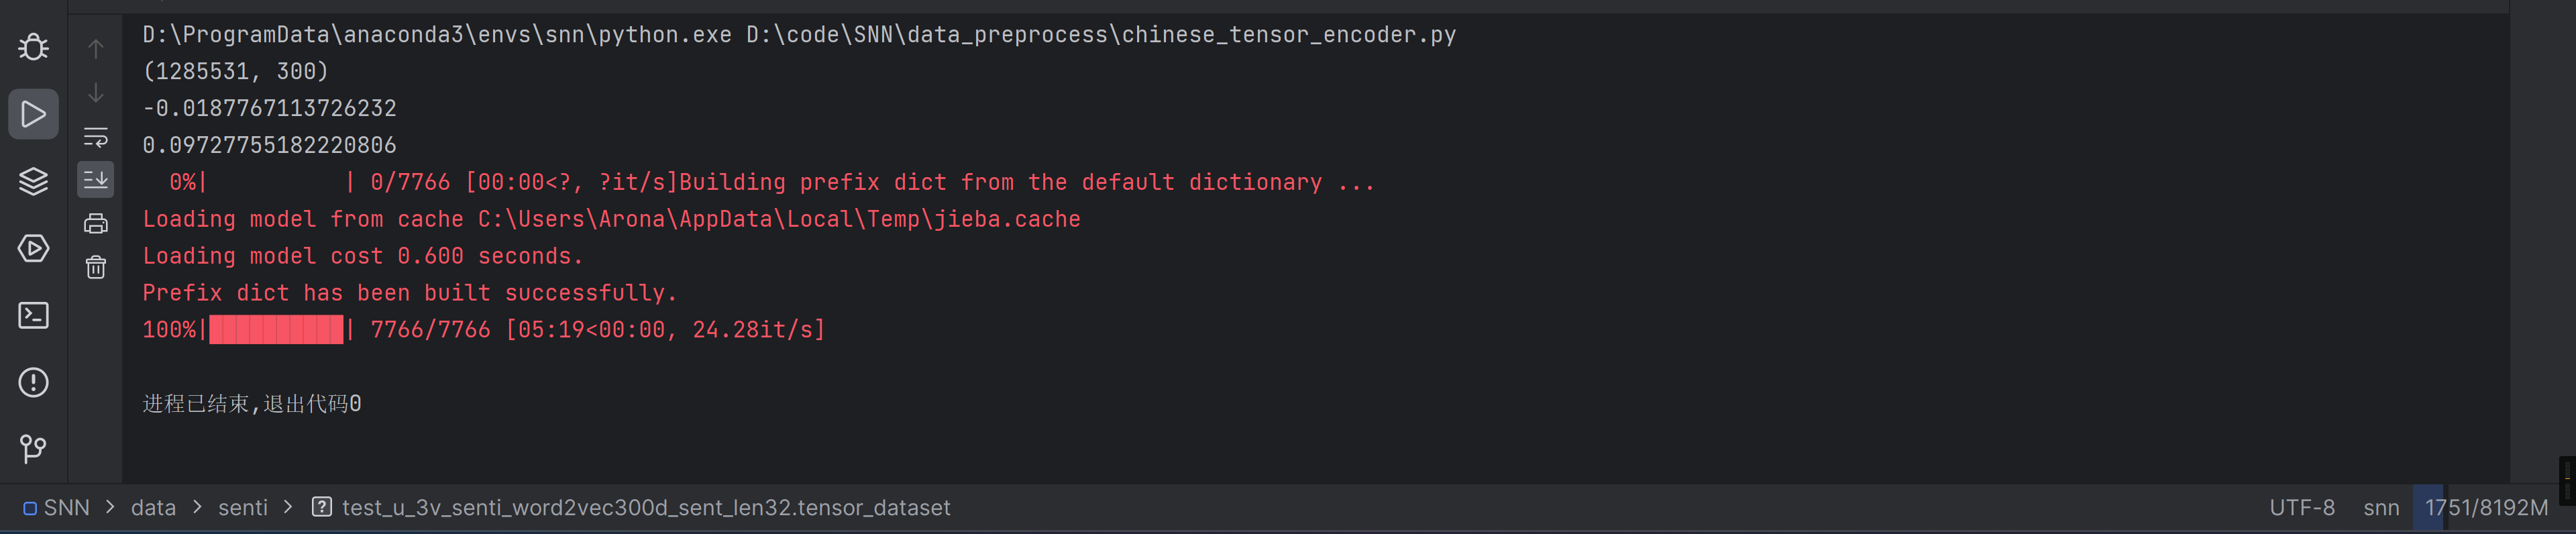 D:\ProgramData\anaconda3\envs\snn\python.exe D:\code\SNN\data_preprocess\chinese_tensor_encoder.py
(1285531, 300)
-0.0187767113726232
0.09727755182220806
  0%|          | 0/7766 [00:00<?, ?it/s]Building prefix dict from the default dictionary ...
Loading model from cache C:\Users\Arona\AppData\Local\Temp\jieba.cache
Loading model cost 0.600 seconds.
Prefix dict has been built successfully.
100%|██████████| 7766/7766 [05:19<00:00, 24.28it/s]
进程已结束,退出代码0
SNN > data > senti > test_u_3v_senti_word2vec300d_sent_len32.tensor_dataset UTF-8 snn 1751/8192M